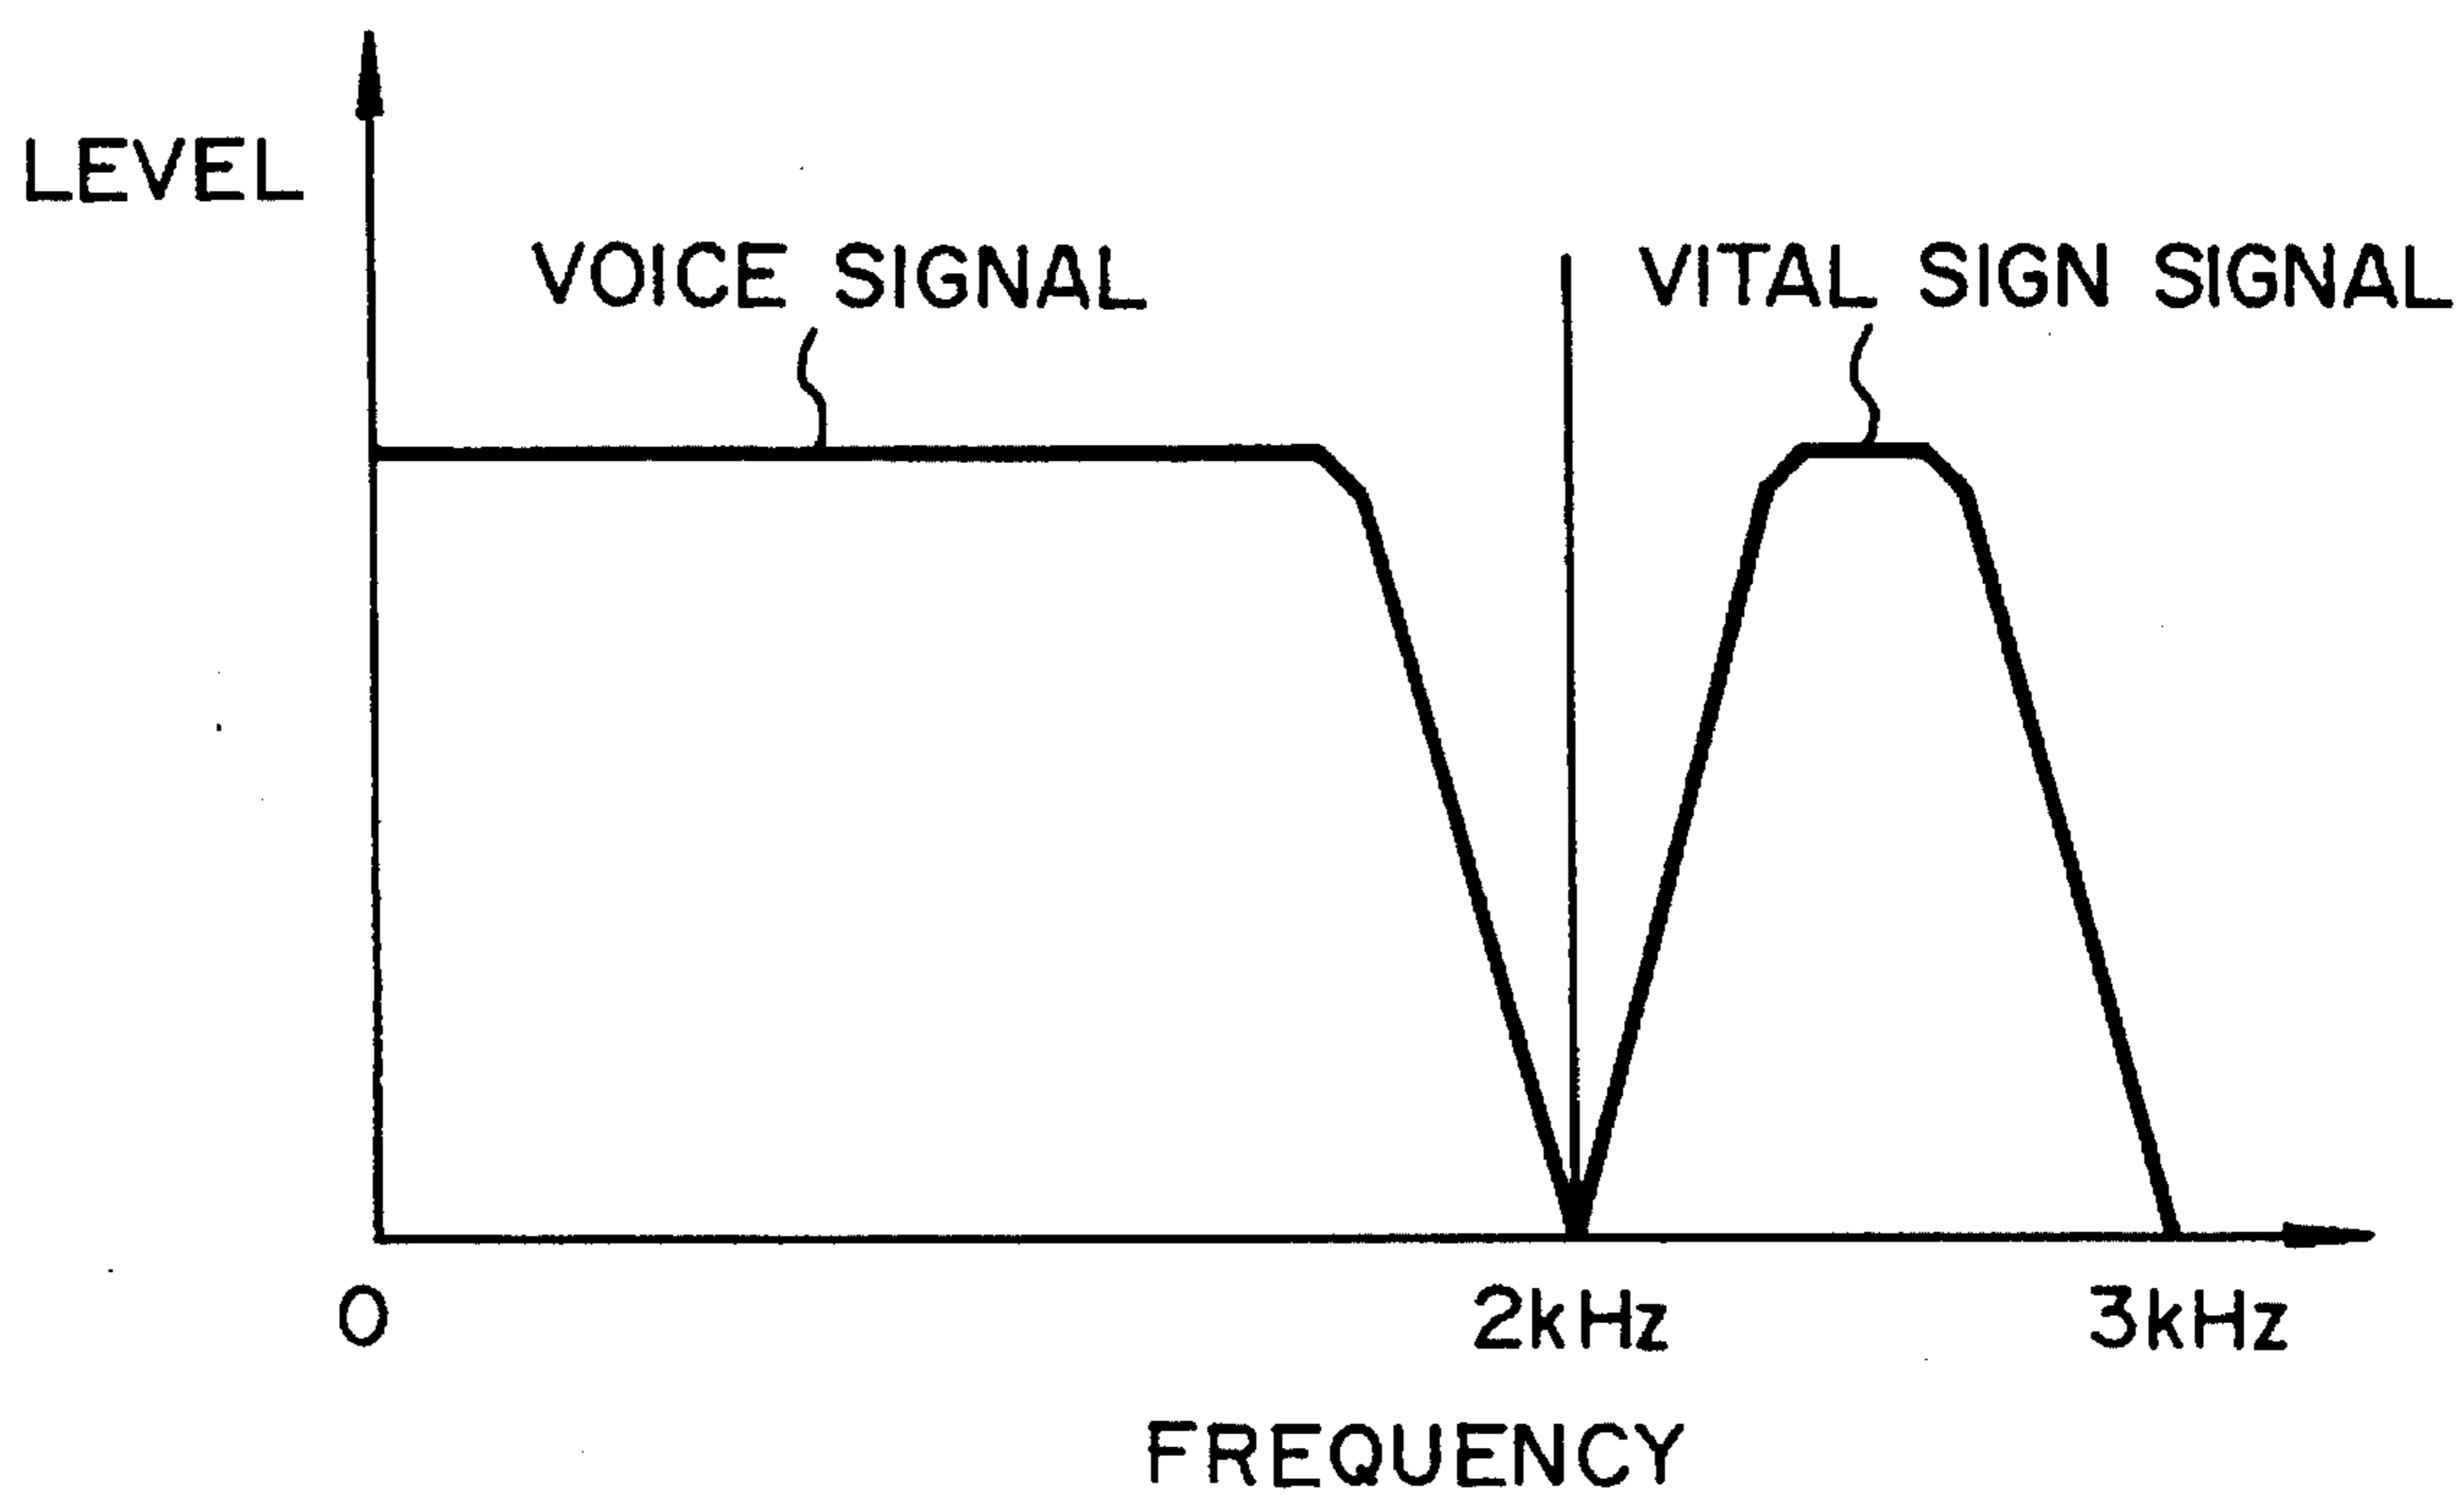 LEVEL
VOICE SIGNAL
VITAL SIGN SIGNAL
0
2kHz
3kHz
FREQUENCY